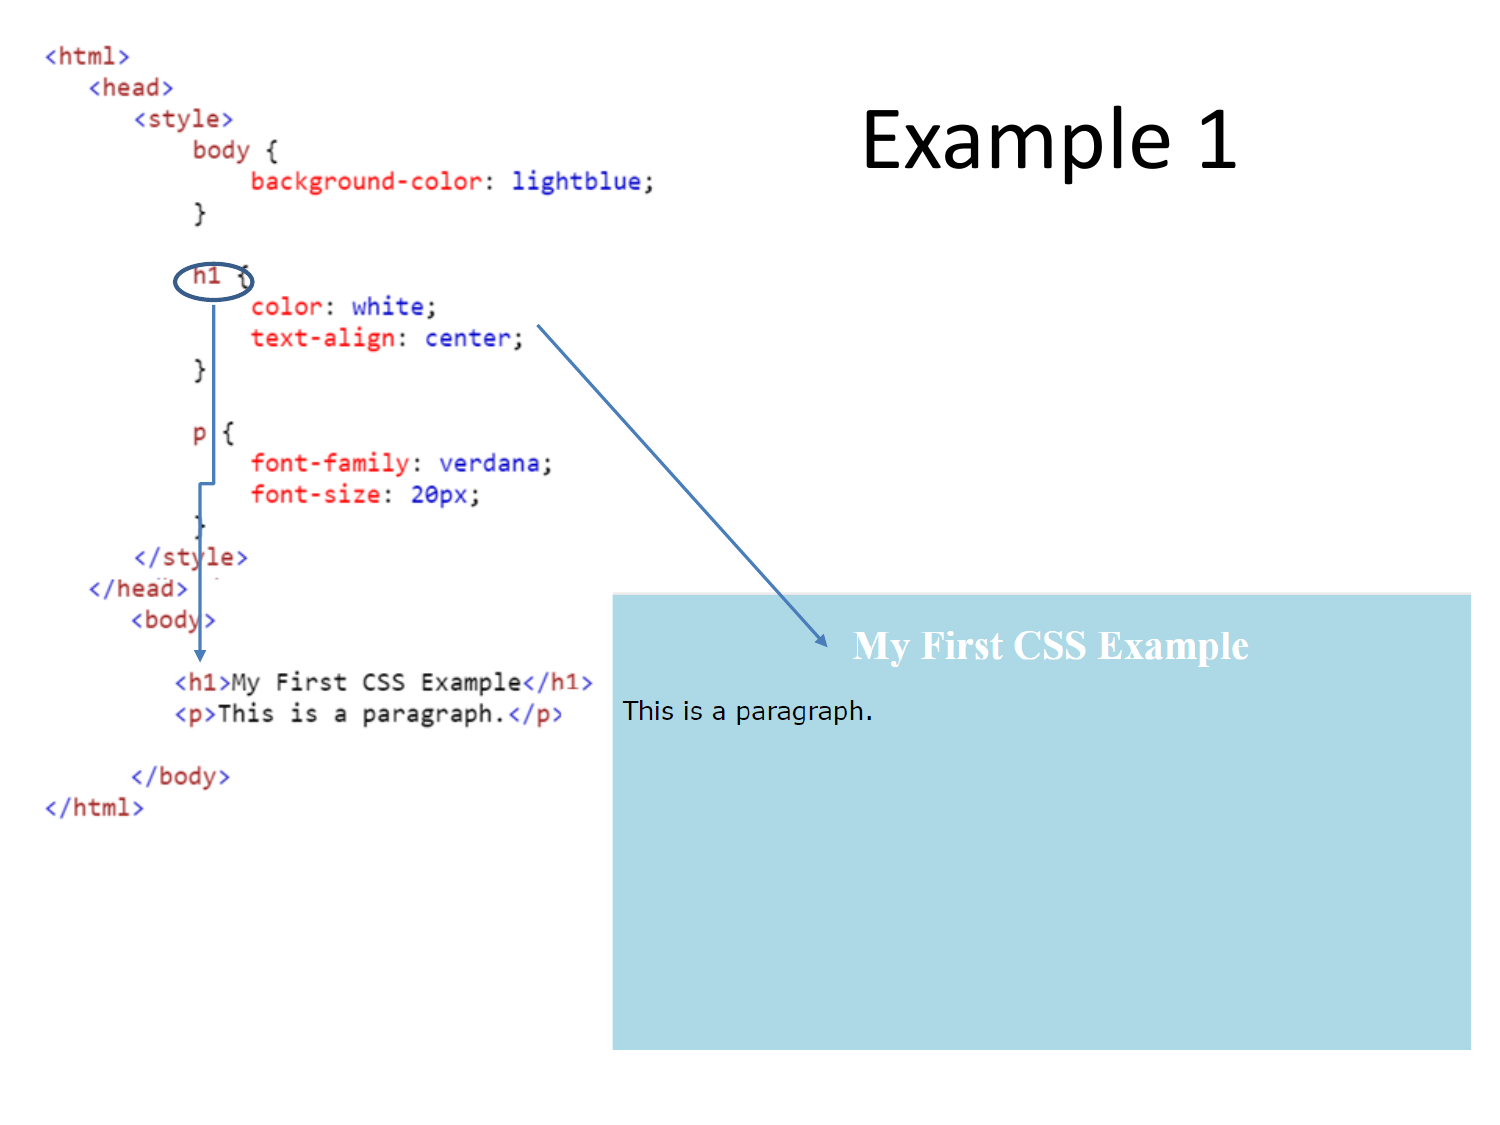 <html>
<head>
<style>
body {
background-color: lightblue;
}
h1 {
color: white;
text-align: center;
}
p {
font-family: verdana;
font-size: 20px;
}
</style>
</head>
<body>
<h1>My First CSS Example</h1>
<p>This is a paragraph.</p>
</body>
</html>
Example 1
My First CSS Example
This is a paragraph.